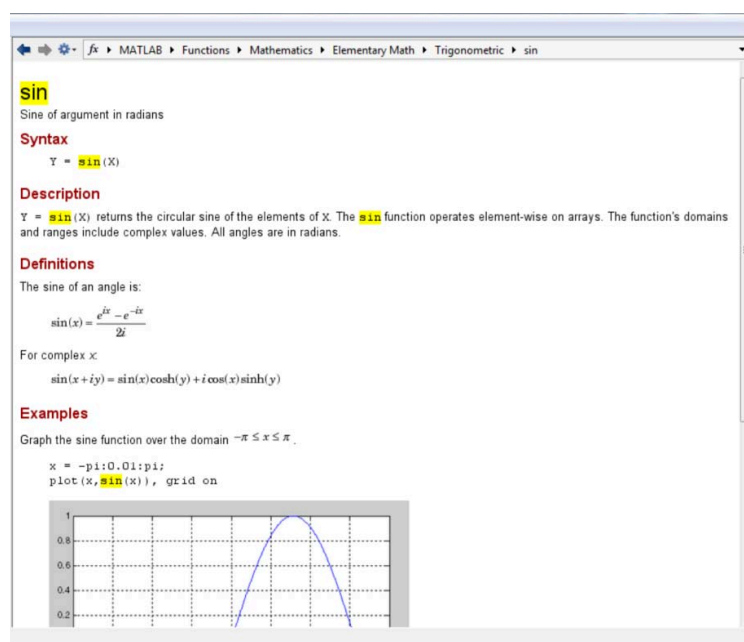 fx ▸ MATLAB ▸ Functions ▸ Mathematics ▸ Elementary Math ▸ Trigonometric ▸ sin
sin
Sine of argument in radians
Syntax
Y = sin(X)
Description
Y = sin(X) returns the circular sine of the elements of X. The sin function operates element-wise on arrays. The function's domains
and ranges include complex values. All angles are in radians.
Definitions
The sine of an angle is:
sin(x) = (e^{ix} − e^{−ix}) / 2i
For complex x:
sin(x+iy) = sin(x)cosh(y)+i cos(x)sinh(y)
Examples
Graph the sine function over the domain −π ≤ x ≤ π .
x = -pi:0.01:pi;
plot(x,sin(x)), grid on
1
0.8
0.6
0.4
0.2